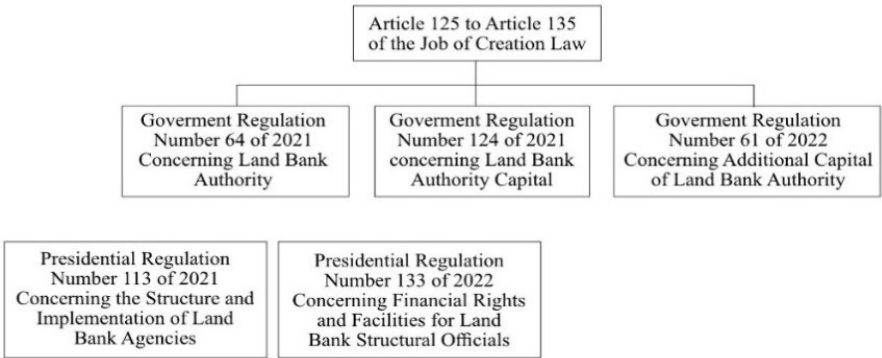 Article 125 to Article 135
of the Job of Creation Law
Goverment Regulation
Number 64 of 2021
Concerning Land Bank
Authority
Goverment Regulation
Number 124 of 2021
concerning Land Bank
Authority Capital
Goverment Regulation
Number 61 of 2022
Concerning Additional Capital
of Land Bank Authority
Presidential Regulation
Number 113 of 2021
Concerning the Structure and
Implementation of Land
Bank Agencies
Presidential Regulation
Number 133 of 2022
Concerning Financial Rights
and Facilities for Land
Bank Structural Officials